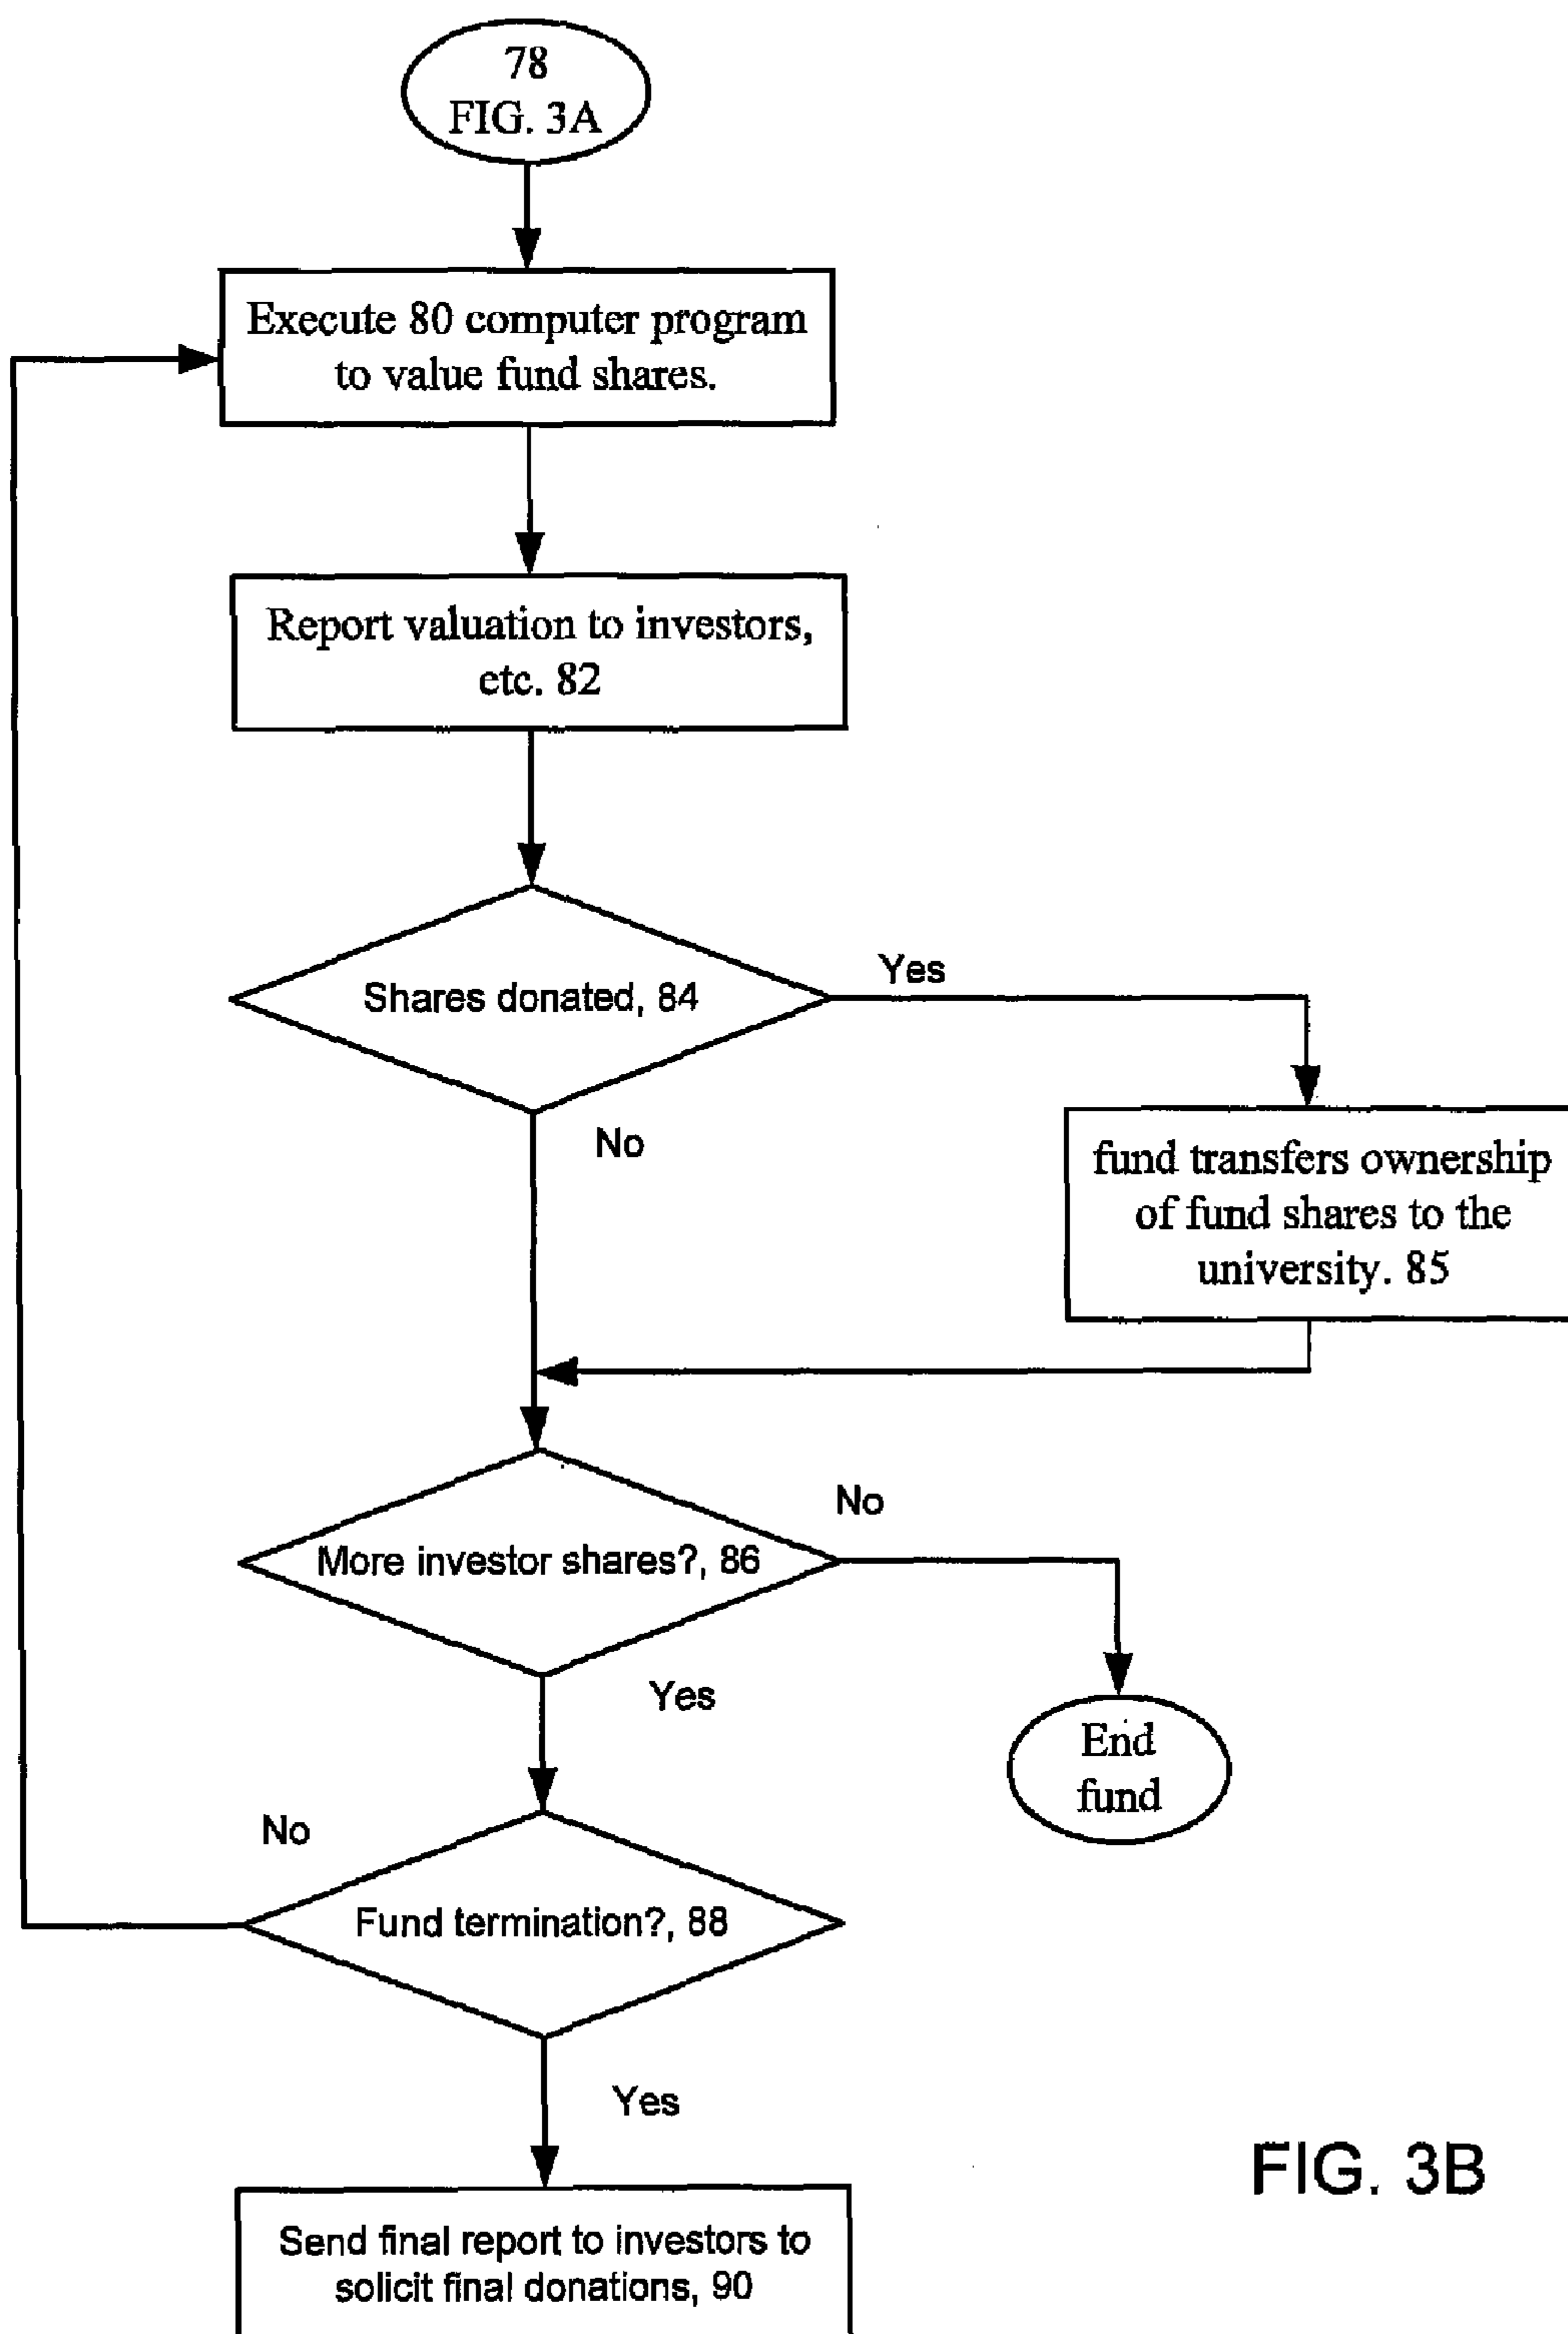 78
FIG. 3A
Execute 80 computer program
to value fund shares.
Report valuation to investors,
etc. 82
Shares donated, 84
Yes
No
fund transfers ownership
of fund shares to the
university. 85
More investor shares?, 86
No
Yes
End
fund
No
Fund termination?, 88
Yes
Send final report to investors to
solicit final donations, 90
FIG. 3B